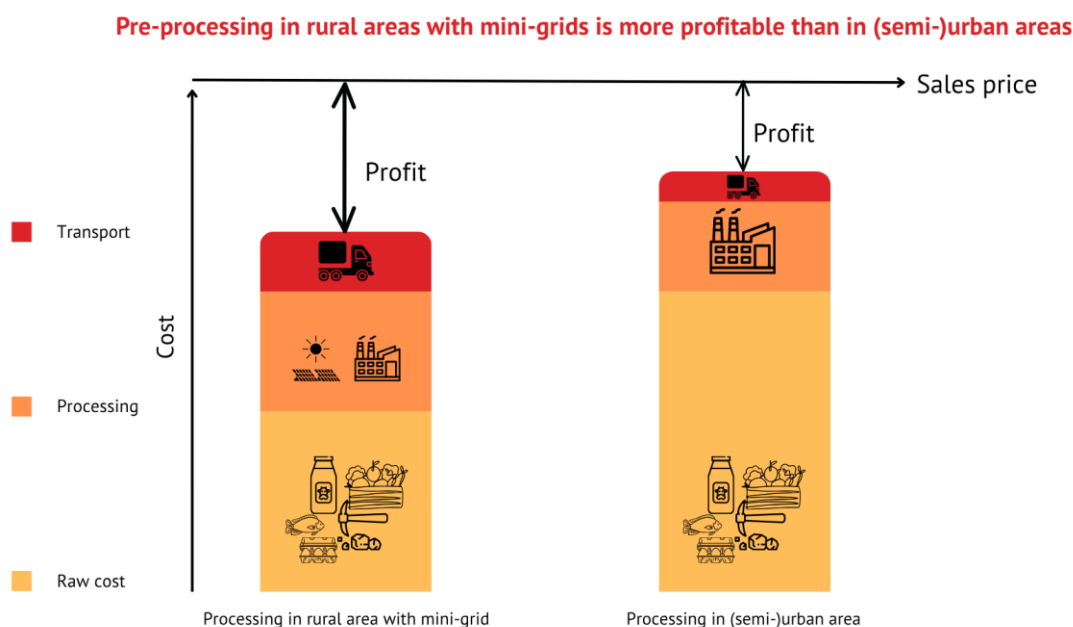 Pre-processing in rural areas with mini-grids is more profitable than in (semi-)urban areas
Sales price
Profit
Profit
Transport
Cost
Processing
Raw cost
Processing in rural area with mini-grid
Processing in (semi-)urban area